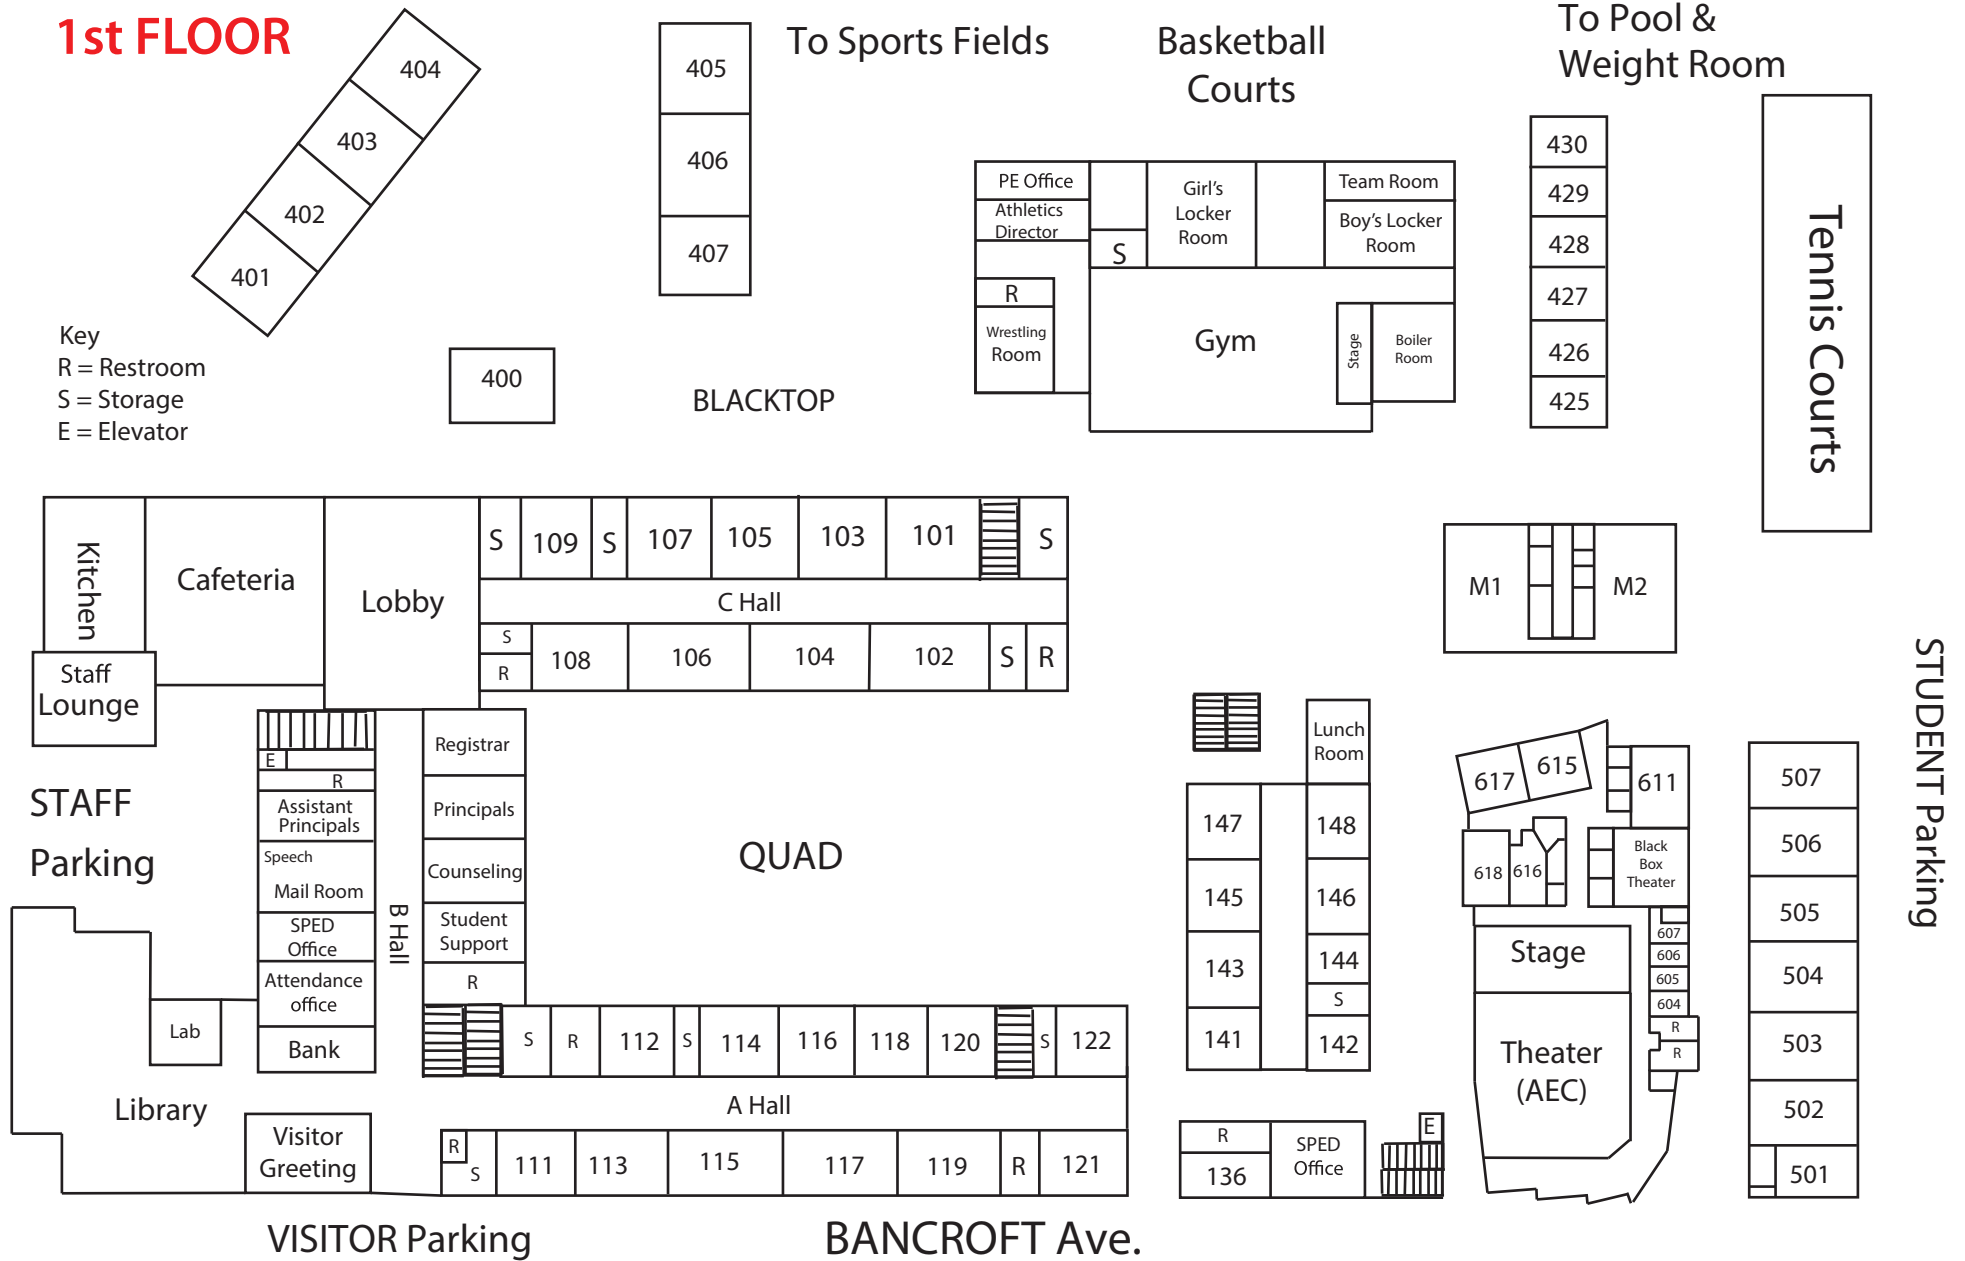 1st FLOOR
404
403
402
401
405
406
407
To Sports Fields
Basketball
Courts
To Pool &
Weight Room
430
429
428
427
426
425
Tennis Courts
PE Office
Athletics
Director
S
Girl's
Locker
Room
Team Room
Boy's Locker
Room
R
Wrestling
Room
Gym
Stage
Boiler
Room
Key
R = Restroom
S = Storage
E = Elevator
400
BLACKTOP
Kitchen
Cafeteria
Lobby
Staff
Lounge
S
109
S
107
105
103
101
S
C Hall
S
R
108
106
104
102
S
R
M1
M2
STUDENT Parking
STAFF
Parking
E
R
Assistant
Principals
Speech
Mail Room
SPED
Office
Attendance
office
Bank
B Hall
Registrar
Principals
Counseling
Student
Support
R
QUAD
Lunch
Room
147
148
145
146
143
144
S
141
142
617
615
611
618
616
Black
Box
Theater
607
606
605
604
R
R
Stage
Theater
(AEC)
507
506
505
504
503
502
501
Lab
Library
Visitor
Greeting
S
R
112
S
114
116
118
120
S
122
A Hall
R
S
111
113
115
117
119
R
121
R
136
SPED
Office
E
VISITOR Parking
BANCROFT Ave.